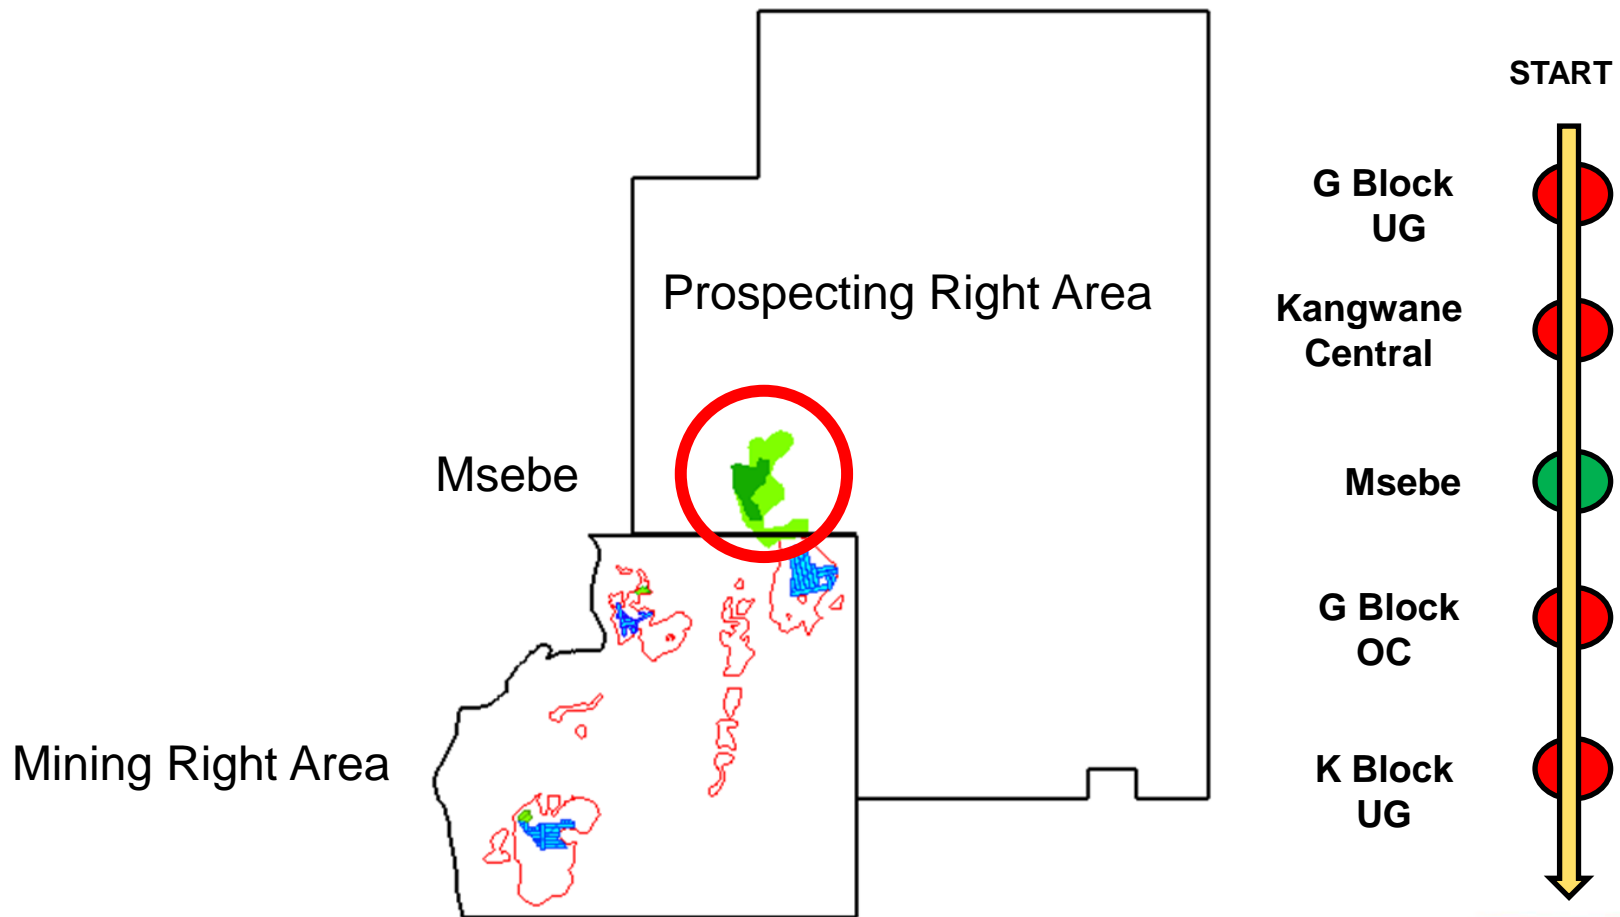 START
G Block
UG
Prospecting Right Area
Kangwane
Central
Msebe
Msebe
G Block
OC
Mining Right Area
K Block
UG